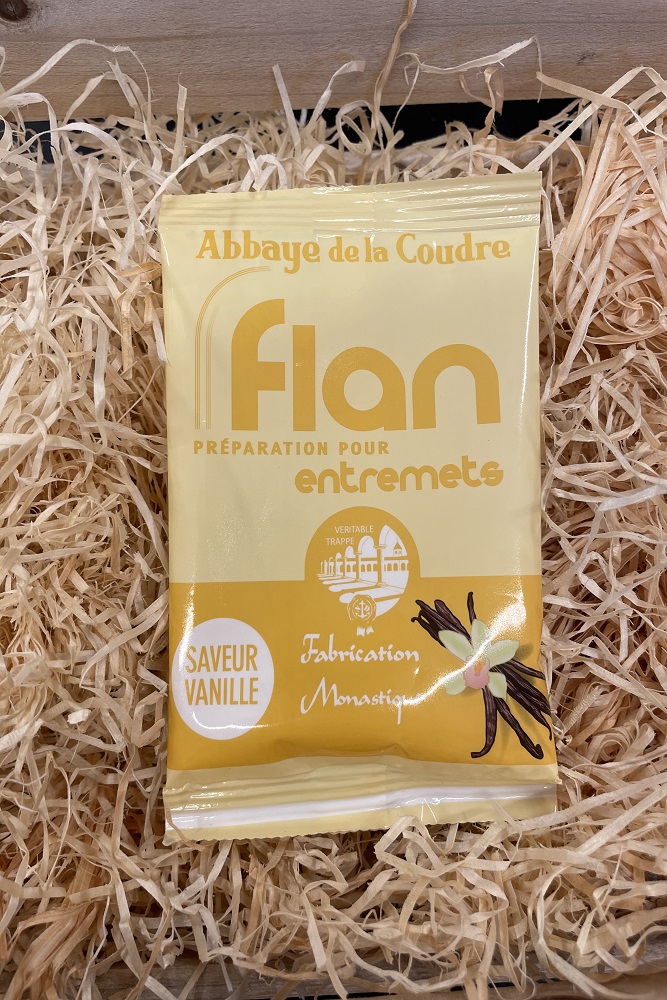 Abbaye de la Coudre
flan
PRÉPARATION POUR
entremets
VERITABLE
TRAPPE
SAVEUR
VANILLE
Fabrication
Monastique